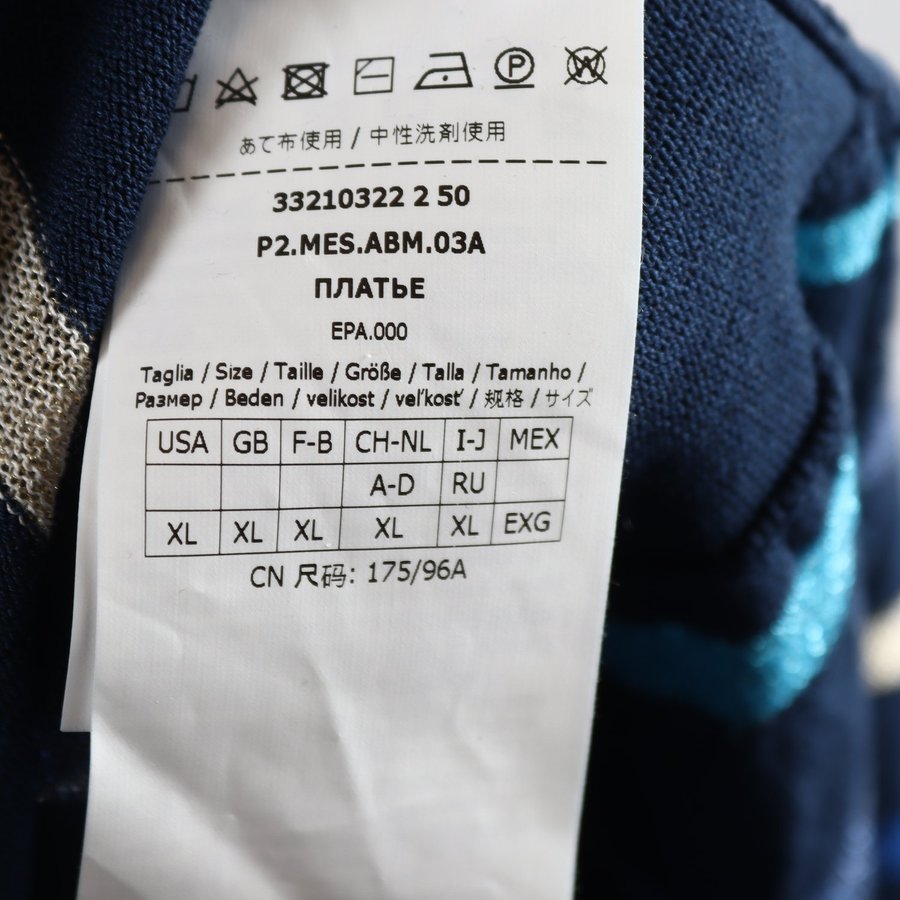 P W
あて布使用 / 中性洗剤使用
33210322 2 50
P2.MES.ABM.03A
ПЛАТЬЕ
EPA.000
Taglia / Size / Taille / Größe / Talla / Tamanho /
Размер / Beden / velikost / veľkosť / 规格 / サイズ
USA GB F-B CH-NL I-J MEX
A-D RU
XL XL XL XL XL EXG
CN 尺码: 175/96A